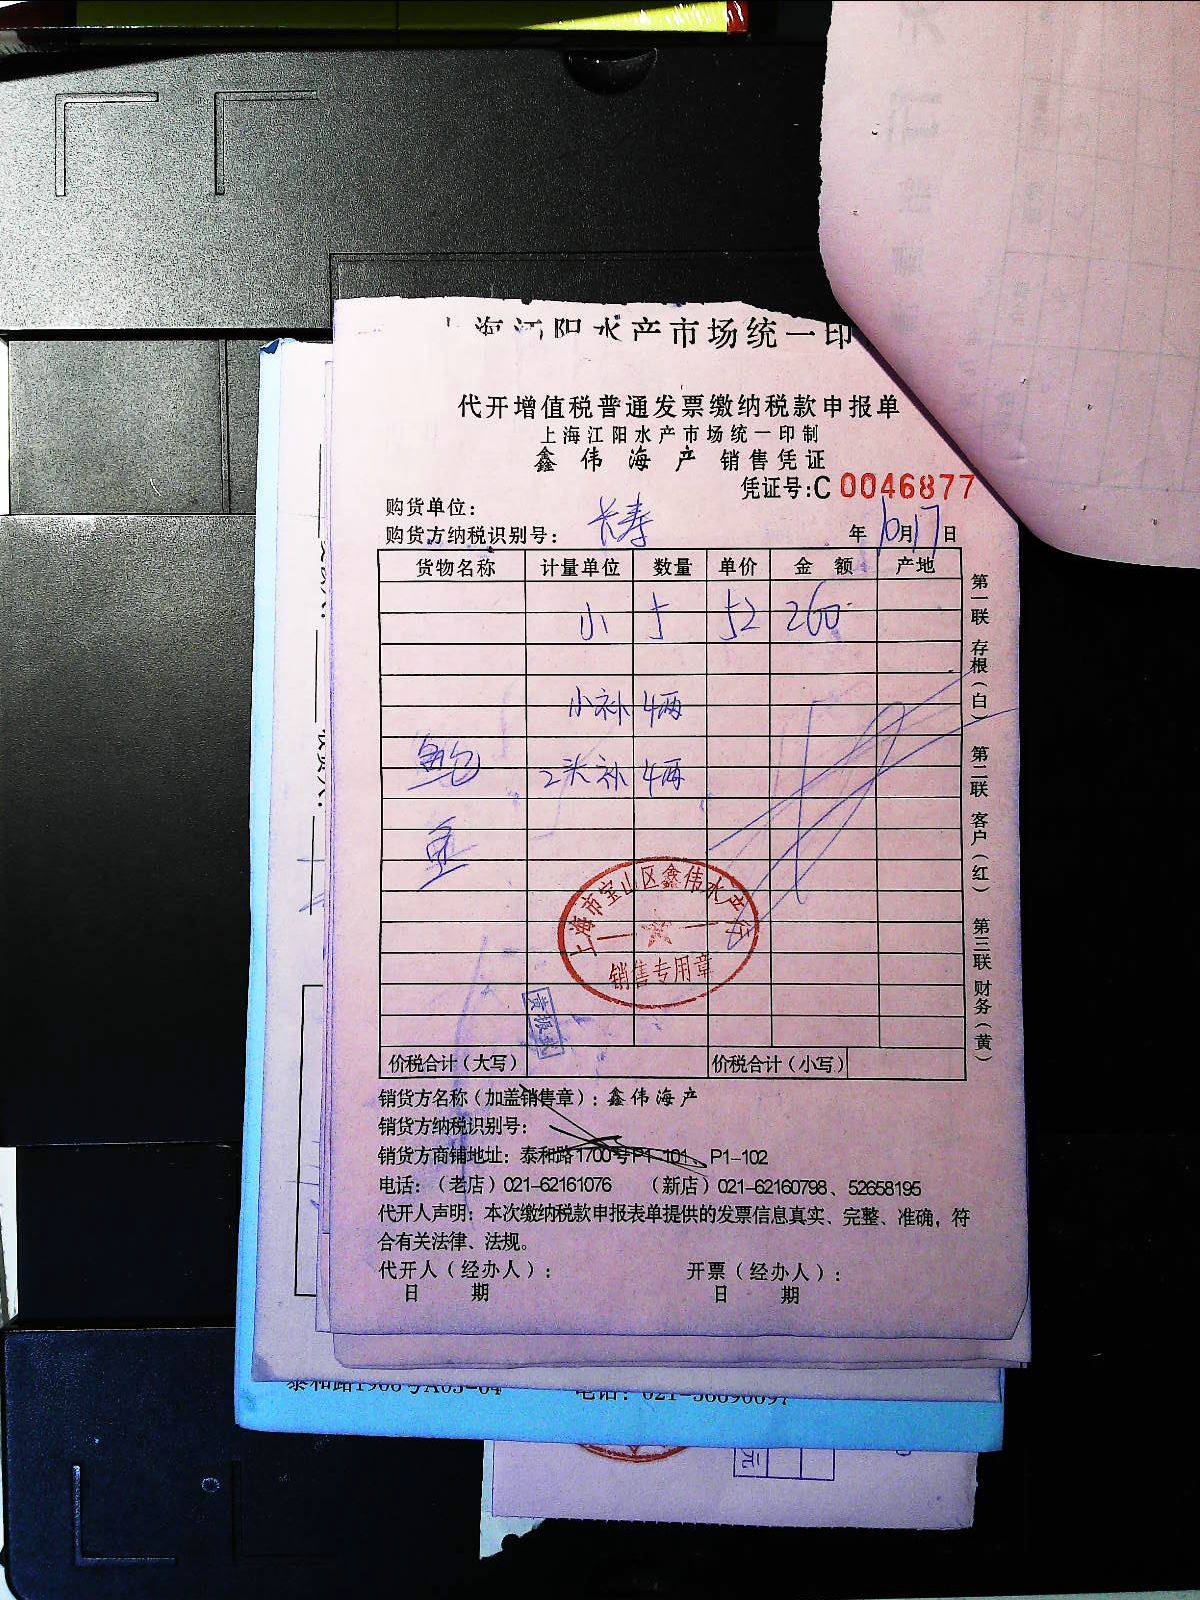 上海江阳水产市场统一印
代开增值税普通发票缴纳税款申报单
上海江阳水产市场统一印制
鑫伟海产 销售凭证
凭证号:C 0046877
购货单位:
购货方纳税识别号: 长寿 年 10月17日
货物名称 计量单位 数量 单价 金额 产地
小 5 52 260
小补 4两
鲍 2头补 4两
鱼
上海市宝山区鑫伟水产行
销售专用章
价税合计(大写) 价税合计(小写)
销货方名称(加盖销售章):鑫伟海产
销货方纳税识别号:
销货方商铺地址:泰和路1700号P1-101、P1-102
电话:(老店)021-62161076 (新店)021-62160798、52658195
代开人声明:本次缴纳税款申报表单提供的发票信息真实、完整、准确,符
合有关法律、法规。
代开人(经办人): 开票(经办人):
日 期 日 期
第一联 存根(白)
第二联 客户(红)
第三联 财务(黄)
元